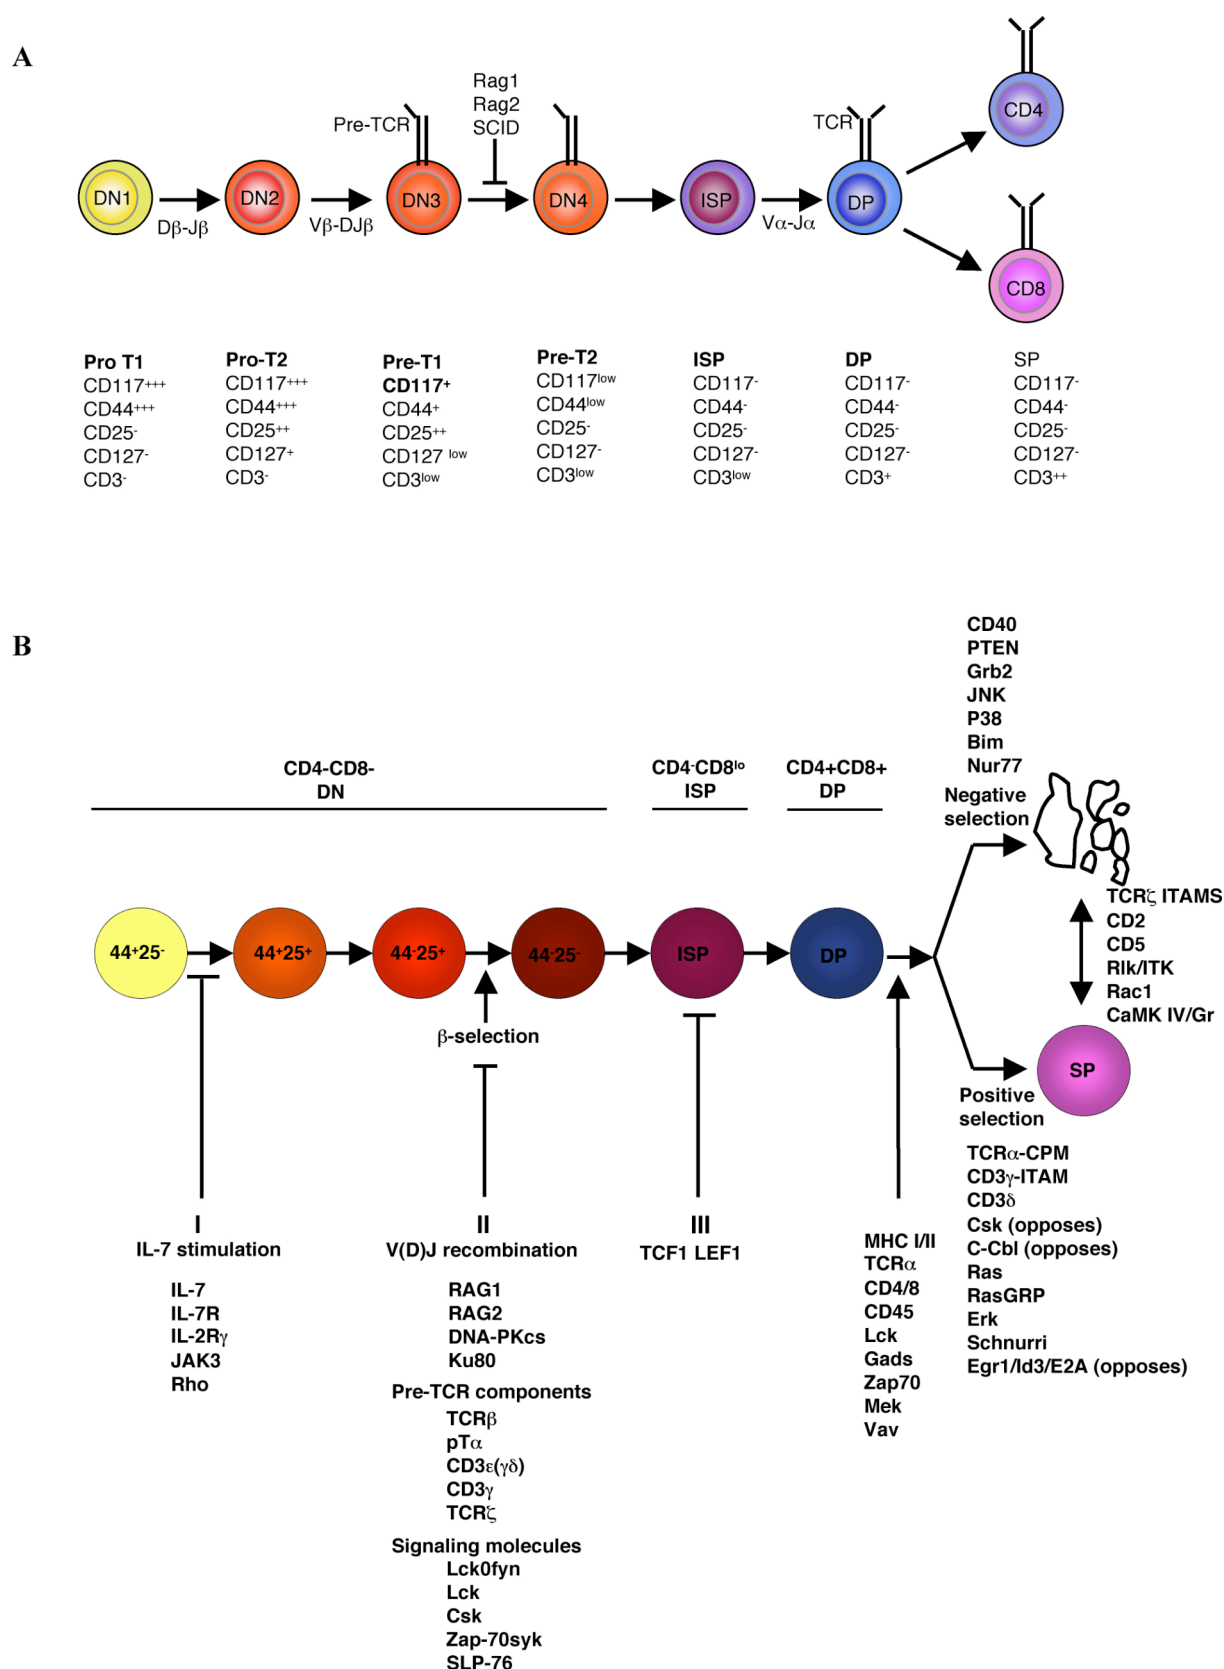 A
Rag1
Rag2
SCID
Pre-TCR
TCR
CD4
DN1
DN2
DN3
DN4
ISP
DP
Dβ-Jβ
Vβ-DJβ
Vα-Jα
CD8
Pro T1
CD117+++
CD44+++
CD25-
CD127-
CD3-
Pro-T2
CD117+++
CD44+++
CD25++
CD127+
CD3-
Pre-T1
CD117+
CD44+
CD25++
CD127 low
CD3low
Pre-T2
CD117low
CD44low
CD25-
CD127-
CD3low
ISP
CD117-
CD44-
CD25-
CD127-
CD3low
DP
CD117-
CD44-
CD25-
CD127-
CD3+
SP
CD117-
CD44-
CD25-
CD127-
CD3++
B
CD40
PTEN
Grb2
JNK
P38
Bim
Nur77
Negative
selection
CD4-CD8-
DN
CD4-CD8lo
ISP
CD4+CD8+
DP
44+25-
44+25+
44-25+
44-25-
ISP
DP
TCRζ ITAMS
CD2
CD5
Rlk/ITK
Rac1
CaMK IV/Gr
β-selection
SP
Positive
selection
TCRα-CPM
CD3γ-ITAM
CD3δ
Csk (opposes)
C-Cbl (opposes)
Ras
RasGRP
Erk
Schnurri
Egr1/Id3/E2A (opposes)
I
IL-7 stimulation
IL-7
IL-7R
IL-2Rγ
JAK3
Rho
II
V(D)J recombination
RAG1
RAG2
DNA-PKcs
Ku80
Pre-TCR components
TCRβ
pTα
CD3ε(γδ)
CD3γ
TCRζ
Signaling molecules
Lck0fyn
Lck
Csk
Zap-70syk
SLP-76
III
TCF1 LEF1
MHC I/II
TCRα
CD4/8
CD45
Lck
Gads
Zap70
Mek
Vav